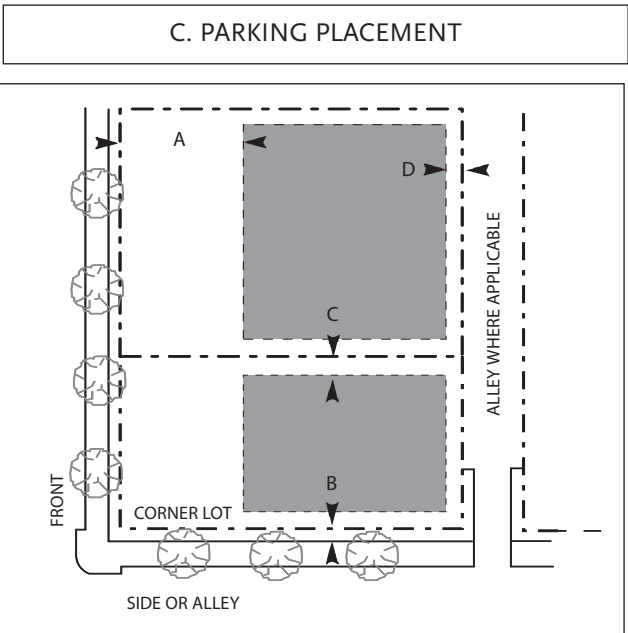 C. PARKING PLACEMENT
A
D
C
ALLEY WHERE APPLICABLE
B
FRONT
CORNER LOT
SIDE OR ALLEY